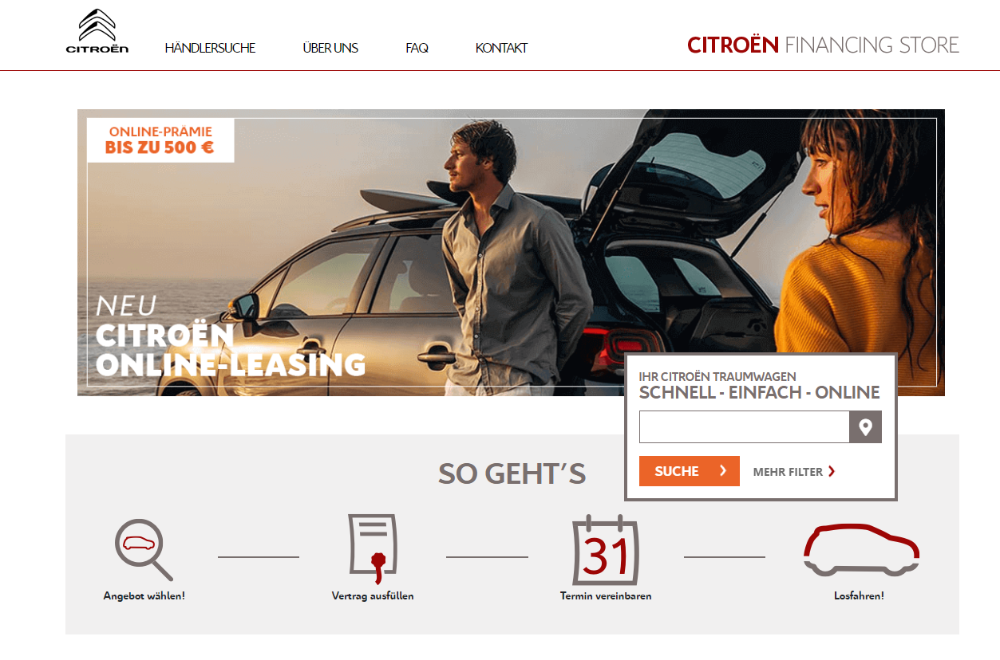 CITROËN
HÄNDLERSUCHE
ÜBER UNS
FAQ
KONTAKT
CITROËN FINANCING STORE
ONLINE-PRÄMIE
BIS ZU 500 €
NEU
CITROËN
ONLINE-LEASING
IHR CITROËN TRAUMWAGEN
SCHNELL - EINFACH - ONLINE
SUCHE
MEHR FILTER
SO GEHT'S
31
Angebot wählen!
Vertrag ausfüllen
Termin vereinbaren
Losfahren!